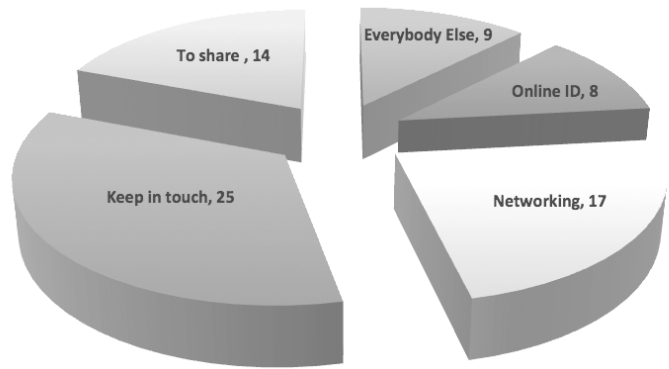 Everybody Else, 9
To share , 14
Online ID, 8
Keep in touch, 25
Networking, 17